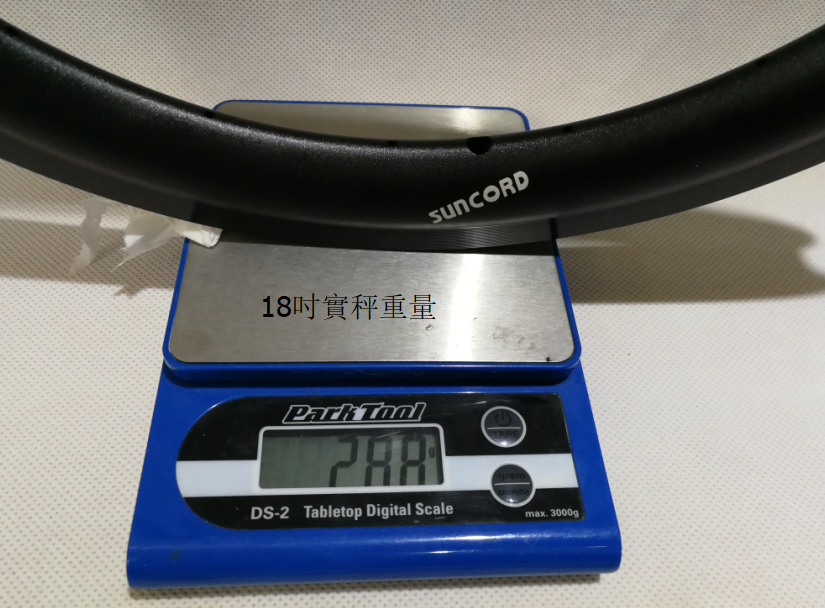 SUNCORD
18吋實秤重量
ParkTool
288g
DS-2 Tabletop Digital Scale
max. 3000g